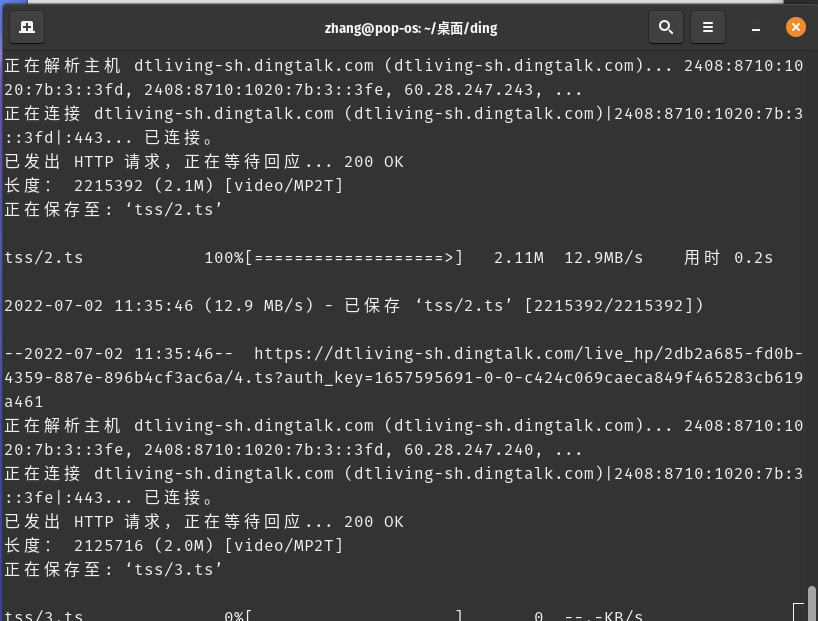 zhang@pop-os: ~/桌面/ding
正在解析主机 dtliving-sh.dingtalk.com (dtliving-sh.dingtalk.com)... 2408:8710:10
20:7b:3::3fd, 2408:8710:1020:7b:3::3fe, 60.28.247.243, ...
正在连接 dtliving-sh.dingtalk.com (dtliving-sh.dingtalk.com)|2408:8710:1020:7b:3
::3fd|:443... 已连接。
已发出 HTTP 请求，正在等待回应... 200 OK
长度： 2215392 (2.1M) [video/MP2T]
正在保存至: ‘tss/2.ts’
tss/2.ts 100%[===================>] 2.11M 12.9MB/s 用时 0.2s
2022-07-02 11:35:46 (12.9 MB/s) - 已保存 ‘tss/2.ts’ [2215392/2215392])
--2022-07-02 11:35:46-- https://dtliving-sh.dingtalk.com/live_hp/2db2a685-fd0b-
4359-887e-896b4cf3ac6a/4.ts?auth_key=1657595691-0-0-c424c069caeca849f465283cb619
a461
正在解析主机 dtliving-sh.dingtalk.com (dtliving-sh.dingtalk.com)... 2408:8710:10
20:7b:3::3fe, 2408:8710:1020:7b:3::3fd, 60.28.247.240, ...
正在连接 dtliving-sh.dingtalk.com (dtliving-sh.dingtalk.com)|2408:8710:1020:7b:3
::3fe|:443... 已连接。
已发出 HTTP 请求，正在等待回应... 200 OK
长度： 2125716 (2.0M) [video/MP2T]
正在保存至: ‘tss/3.ts’
tss/3.ts 0%[ ] 0 --.-KB/s